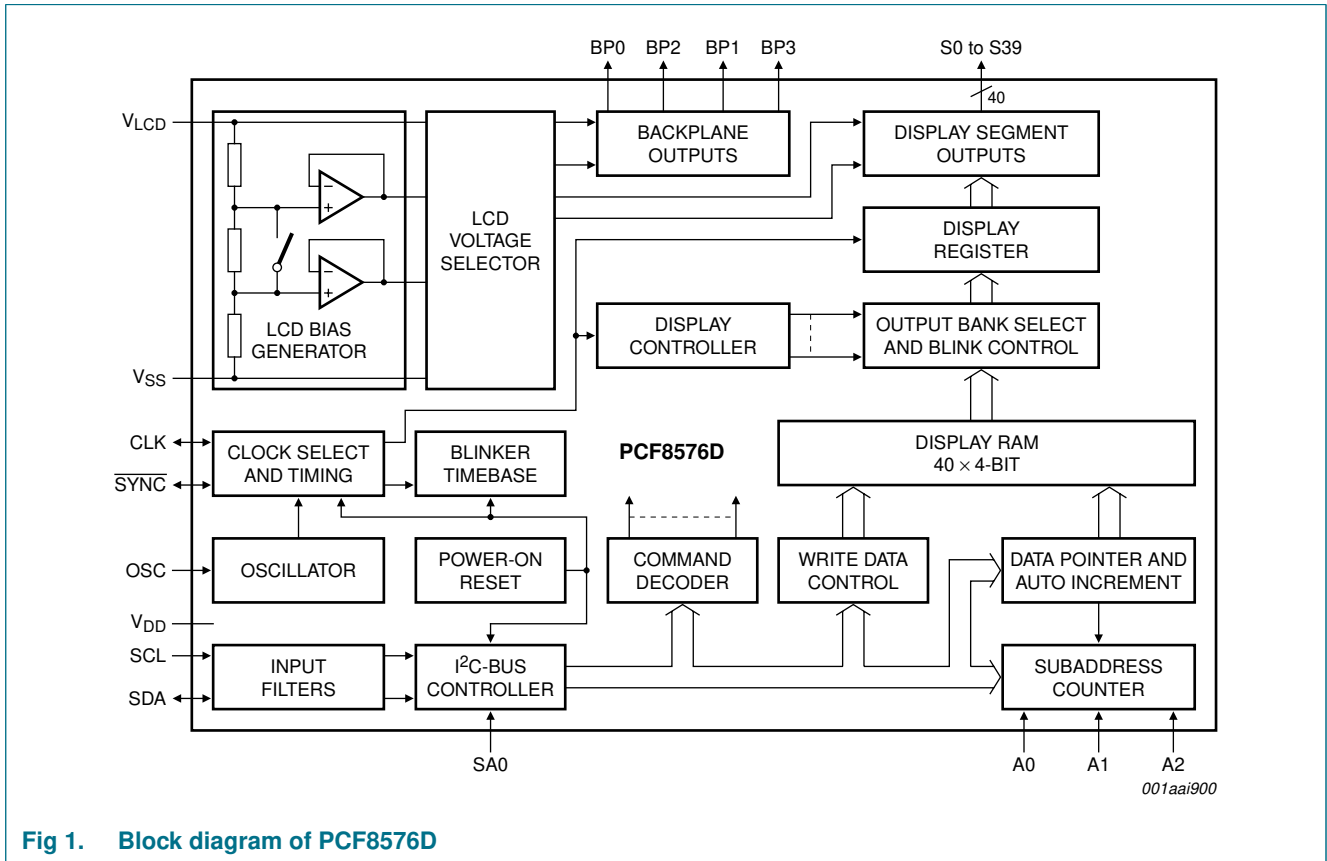 BP0 BP2 BP1 BP3 S0 to S39
40
VLCD
BACKPLANE
OUTPUTS
DISPLAY SEGMENT
OUTPUTS
−
+
LCD
VOLTAGE
SELECTOR
DISPLAY
REGISTER
−
+
LCD BIAS
GENERATOR
DISPLAY
CONTROLLER
OUTPUT BANK SELECT
AND BLINK CONTROL
VSS
CLK
SYNC
CLOCK SELECT
AND TIMING
BLINKER
TIMEBASE
PCF8576D
DISPLAY RAM
40 × 4-BIT
OSC
OSCILLATOR
POWER-ON
RESET
COMMAND
DECODER
WRITE DATA
CONTROL
DATA POINTER AND
AUTO INCREMENT
VDD
SCL
SDA
INPUT
FILTERS
I2C-BUS
CONTROLLER
SUBADDRESS
COUNTER
SA0 A0 A1 A2
001aai900
Fig 1. Block diagram of PCF8576D